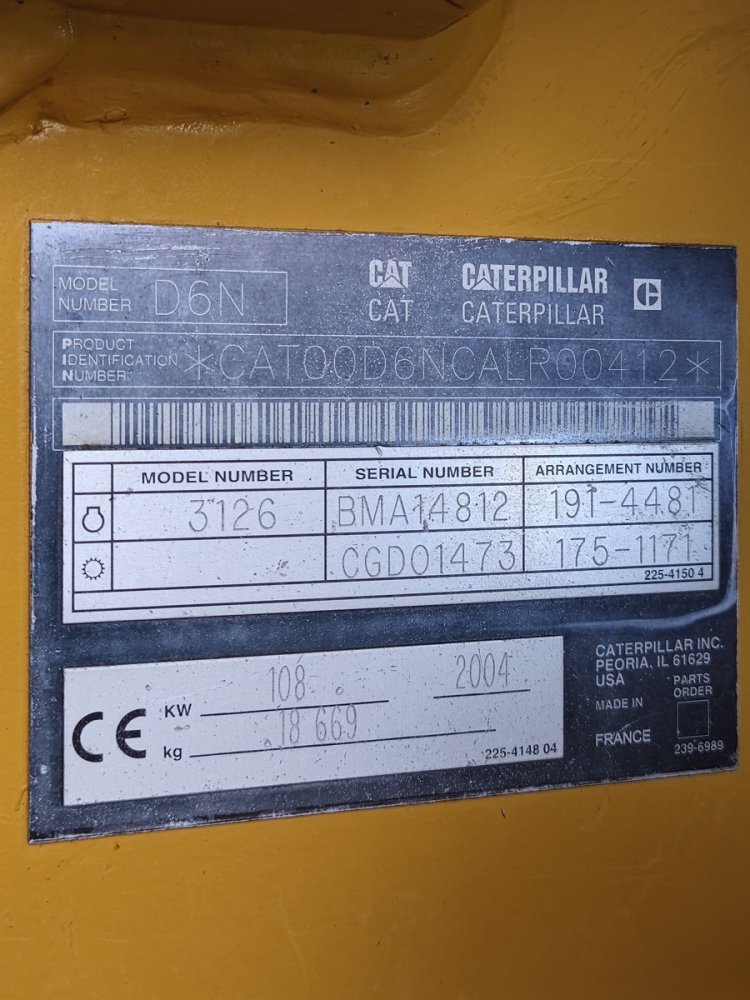 MODEL NUMBER D6N
CAT CATERPILLAR
CAT CATERPILLAR
PRODUCT IDENTIFICATION NUMBER *CAT00D6NCALR00412*
MODEL NUMBER SERIAL NUMBER ARRANGEMENT NUMBER
3126 BMA14812 191-4481
CGD01473 175-1171
225-4150 4
CE
108 2004
KW
18 669
kg
225-4148 04
CATERPILLAR INC.
PEORIA, IL 61629
USA
PARTS ORDER
MADE IN
FRANCE
239-6989